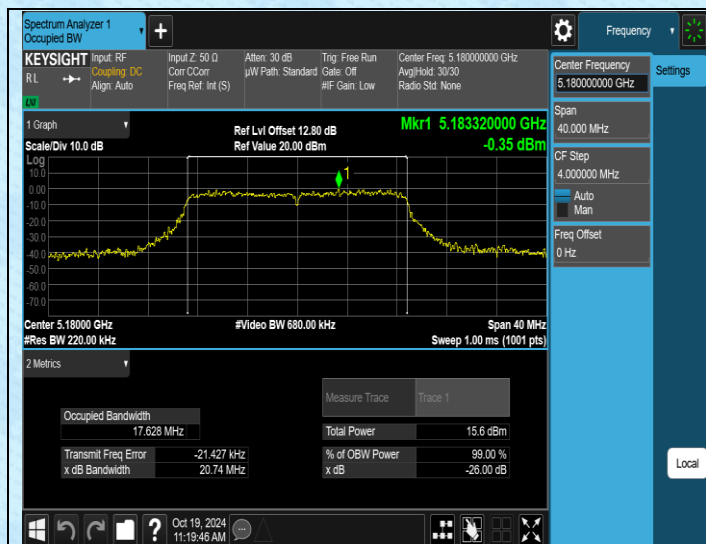 Spectrum Analyzer 1
Occupied BW
Frequency
KEYSIGHT
R L
LXI
Input: RF
Coupling: DC
Align: Auto
Input Z: 50 Ω
Corr CCorr
Freq Ref: Int (S)
Atten: 30 dB
µW Path: Standard
Trig: Free Run
Gate: Off
#IF Gain: Low
Center Freq: 5.180000000 GHz
Avg|Hold: 30/30
Radio Std: None
Center Frequency
5.180000000 GHz
Settings
Span
40.000 MHz
CF Step
4.000000 MHz
Auto
Man
Freq Offset
0 Hz
Local
1 Graph
Scale/Div 10.0 dB
Ref Lvl Offset 12.80 dB
Ref Value 20.00 dBm
Mkr1 5.183320000 GHz
-0.35 dBm
Log
10.0
0.00
-10.0
-20.0
-30.0
-40.0
-50.0
-60.0
-70.0
1
Center 5.18000 GHz
#Video BW 680.00 kHz
Span 40 MHz
#Res BW 220.00 kHz
Sweep 1.00 ms (1001 pts)
2 Metrics
Measure Trace
Trace 1
Occupied Bandwidth
17.628 MHz
Total Power
15.6 dBm
Transmit Freq Error
-21.427 kHz
% of OBW Power
99.00 %
x dB Bandwidth
20.74 MHz
x dB
-26.00 dB
?
Oct 19, 2024
11:19:46 AM